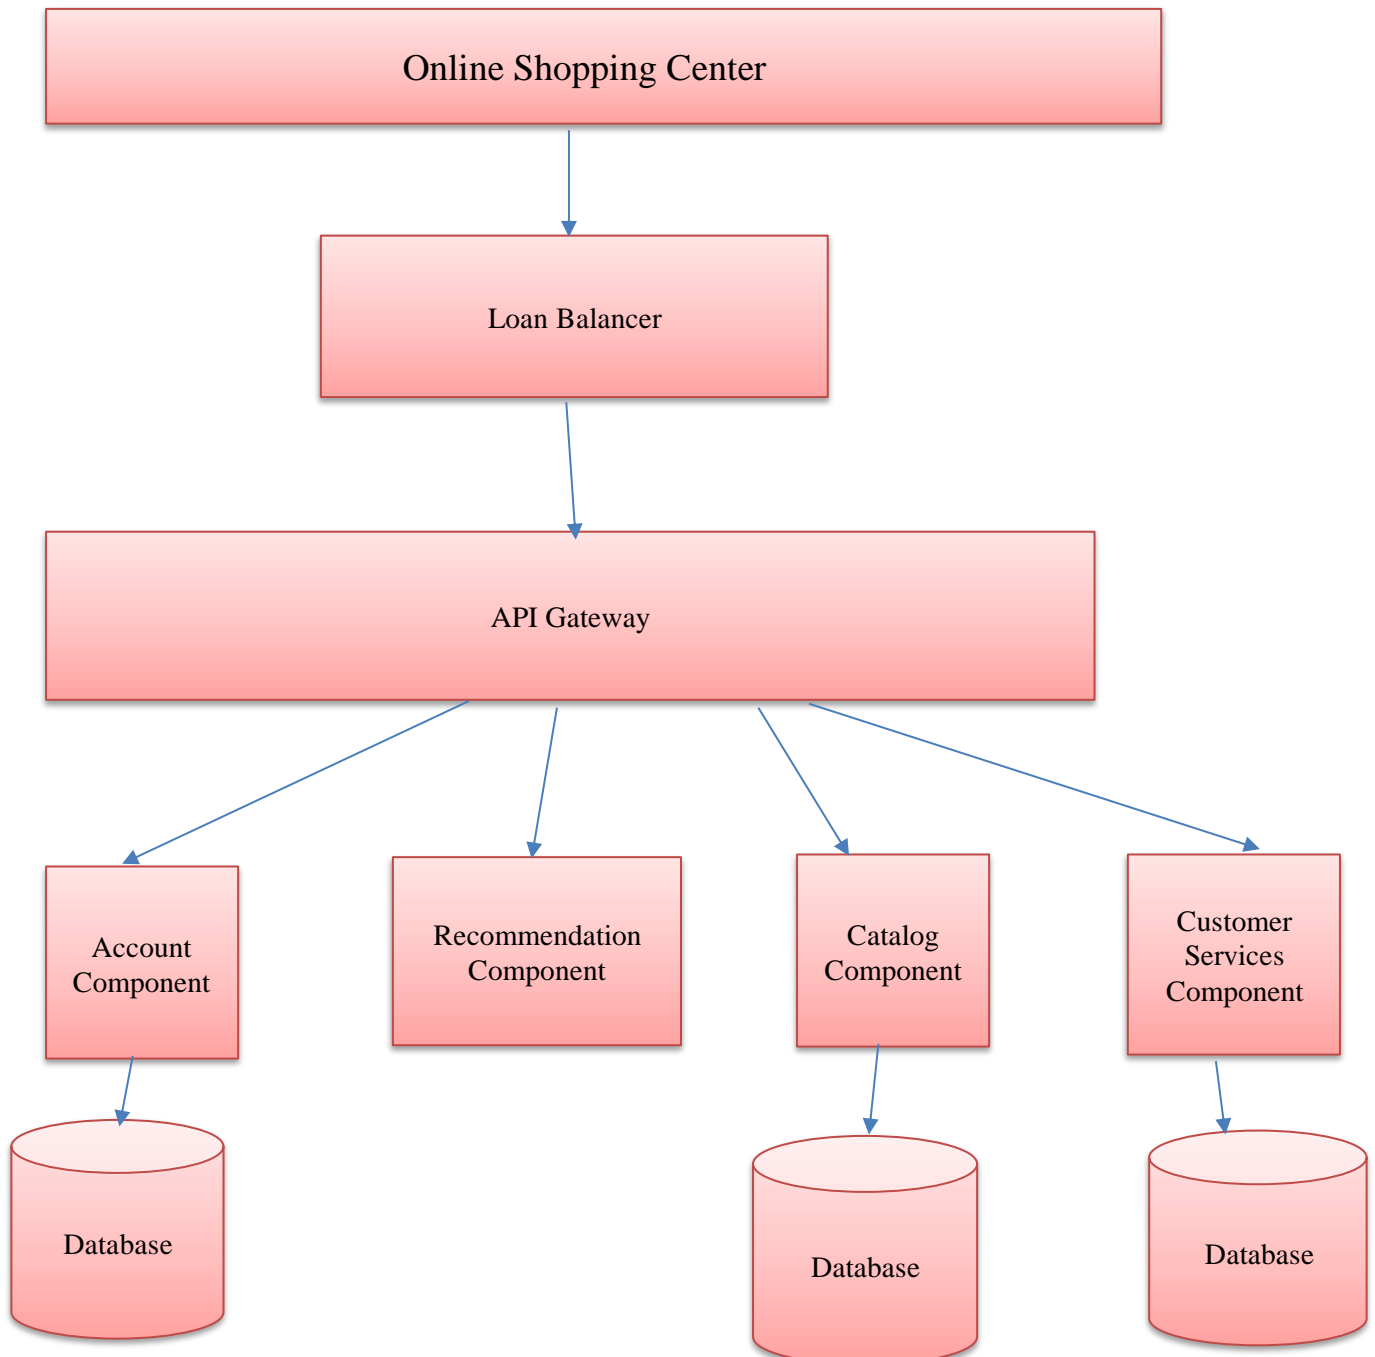 Online Shopping Center
Loan Balancer
API Gateway
Account
Component
Recommendation
Component
Catalog
Component
Customer
Services
Component
Database
Database
Database